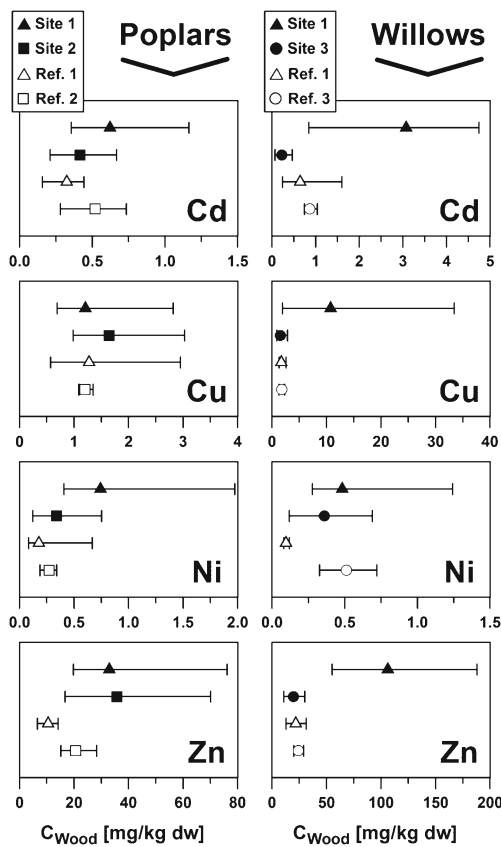 Site 1
Site 2
Ref. 1
Ref. 2
Poplars
Site 1
Site 3
Ref. 1
Ref. 3
Willows
Cd
0.0 0.5 1.0 1.5
Cd
0 1 2 3 4 5
Cu
0 1 2 3 4
Cu
0 10 20 30 40
Ni
0.0 0.5 1.0 1.5 2.0
Ni
0.0 0.5 1.0 1.5
Zn
0 20 40 60 80
Zn
0 50 100 150 200
CWood [mg/kg dw]
CWood [mg/kg dw]